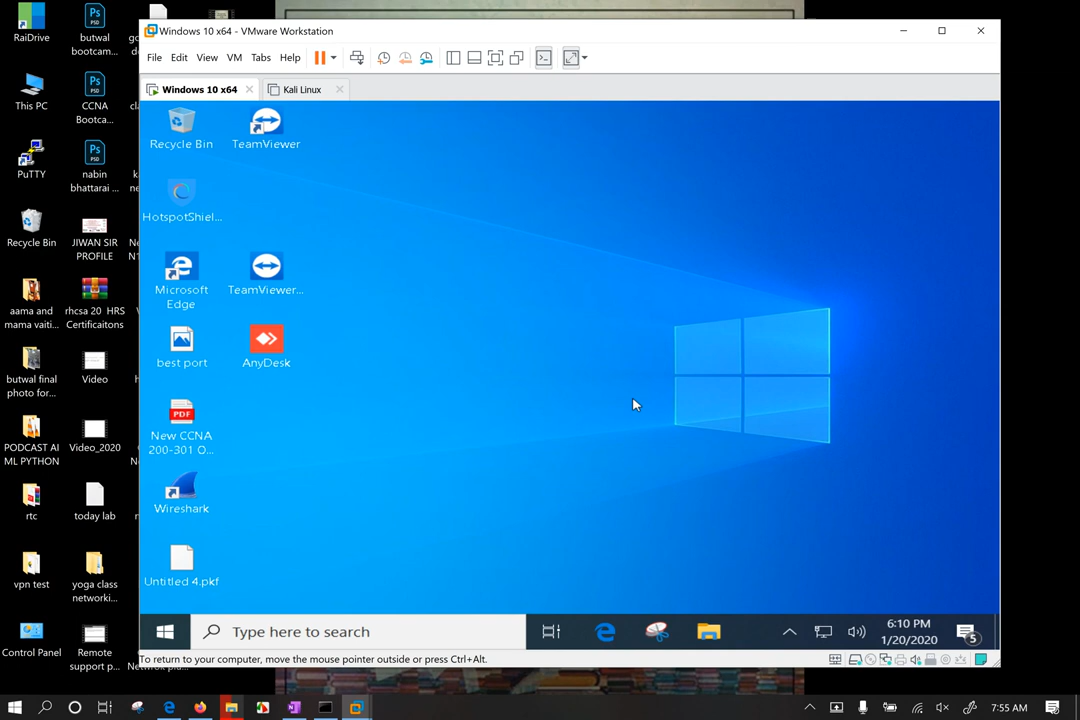 RaiDrive
butwal
bootcam...
This PC
CCNA
Bootca...
PuTTY
nabin
bhattarai ...
Recycle Bin
JIWAN SIR
PROFILE
aama and
mama vaiti...
rhcsa 20 HRS
Certificaitons
butwal final
photo for...
Video
PODCAST AI
ML PYTHON
Video_2020
rtc
today lab
vpn test
yoga class
networki...
Control Panel
Remote
support p...
Windows 10 x64 - VMware Workstation
File Edit View VM Tabs Help
Windows 10 x64
Kali Linux
Recycle Bin
TeamViewer
HotspotShiel...
Microsoft
Edge
TeamViewer...
best port
AnyDesk
PDF
New CCNA
200-301 O...
Wireshark
Untitled 4.pkf
Type here to search
6:10 PM
1/20/2020
5
To return to your computer, move the mouse pointer outside or press Ctrl+Alt.
7:55 AM